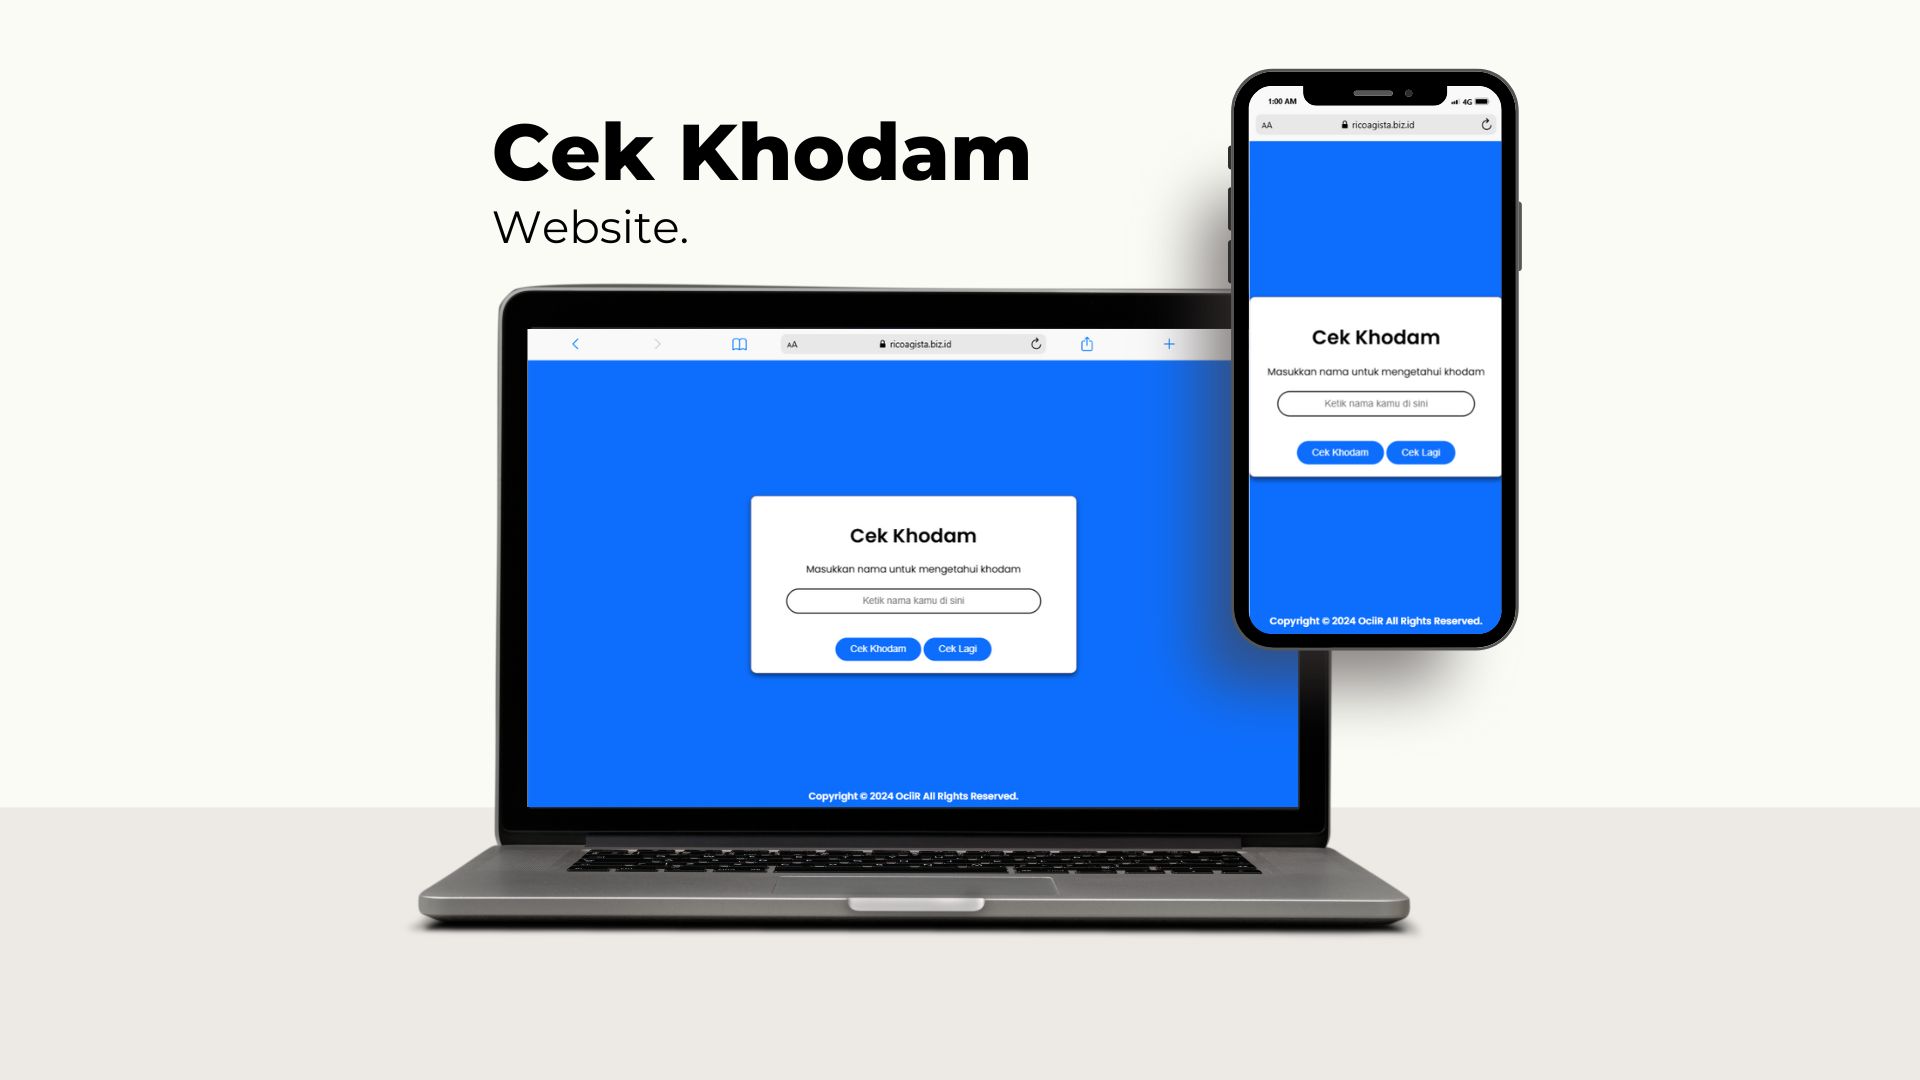 Cek Khodam
Website.
AA
ricoagista.biz.id
Cek Khodam
Masukkan nama untuk mengetahui khodam
Ketik nama kamu di sini
Cek Khodam
Cek Lagi
Copyright © 2024 OciiR All Rights Reserved.
1:00 AM
4G
AA
ricoagista.biz.id
Cek Khodam
Masukkan nama untuk mengetahui khodam
Ketik nama kamu di sini
Cek Khodam
Cek Lagi
Copyright © 2024 OciiR All Rights Reserved.